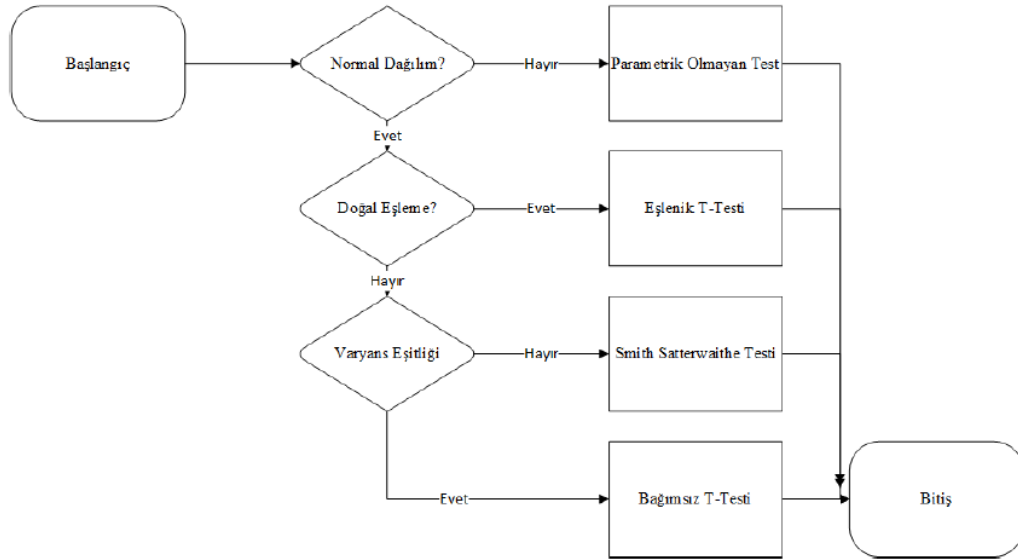 Başlangıç
Normal Dağılım?
Hayır
Parametrik Olmayan Test
Evet
Doğal Eşleme?
Evet
Eşlenik T-Testi
Hayır
Varyans Eşitliği
Hayır
Smith Satterwaithe Testi
Evet
Bağımsız T-Testi
Bitiş